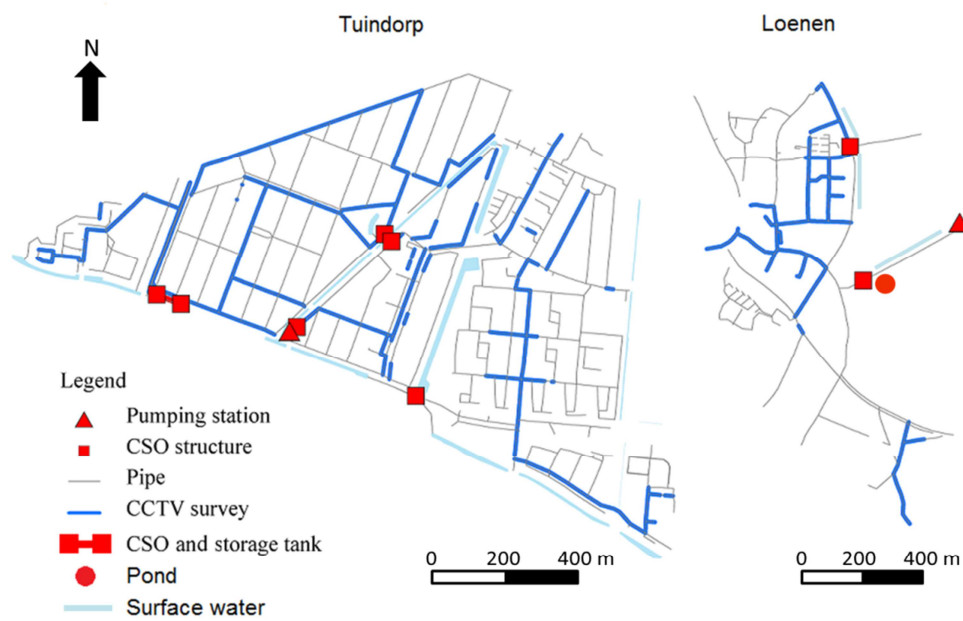 Tuindorp
Loenen
N
Legend
Pumping station
CSO structure
Pipe
CCTV survey
CSO and storage tank
Pond
Surface water
0 200 400 m
0 200 400 m